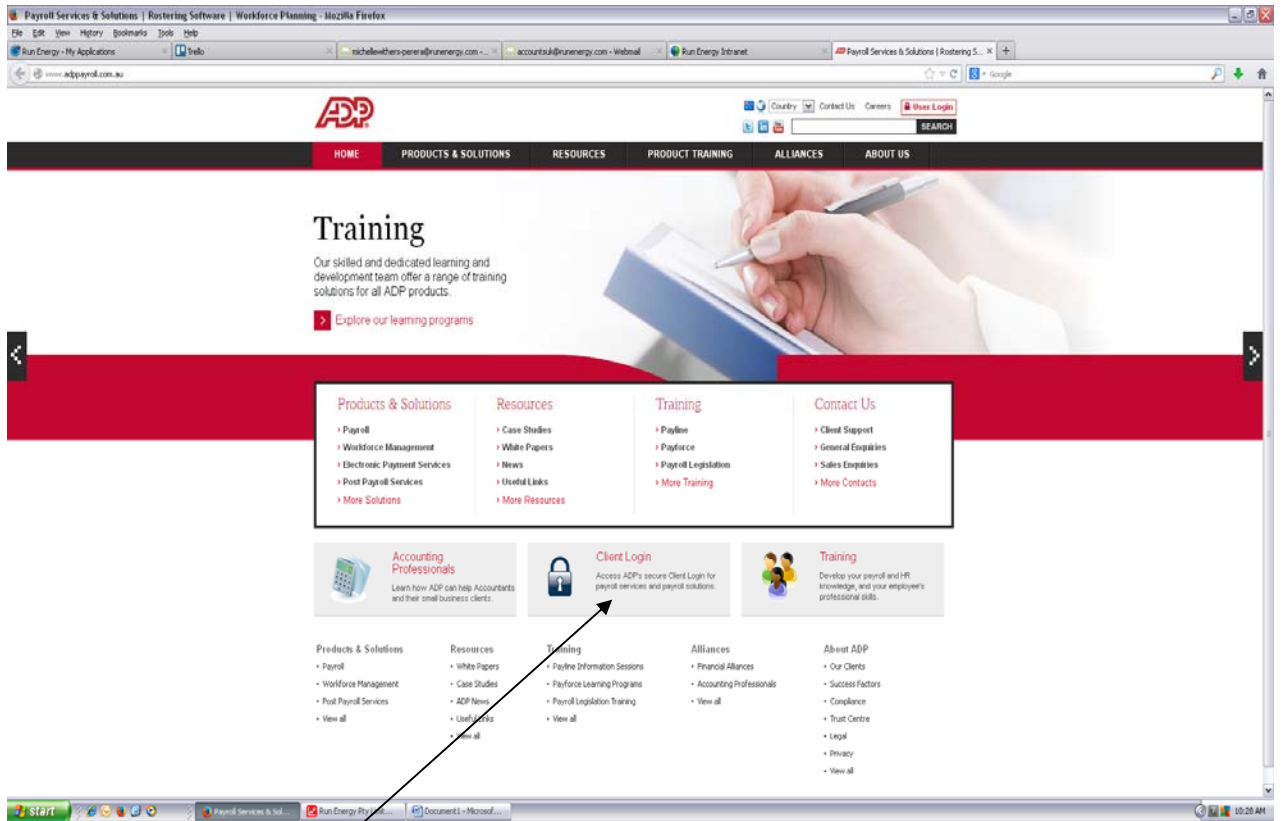 Payroll Services & Solutions | Rostering Software | Workforce Planning - Mozilla Firefox
File Edit View History Bookmarks Tools Help
Run Energy - My Applications
Trello
michellewithers-perera@runenergy.com -...
accountsuk@runenergy.com - Webmail
Run Energy Intranet
Payroll Services & Solutions | Rostering S...
www.adppayroll.com.au
Google
ADP
Country Contact Us Careers User Login
SEARCH
HOME PRODUCTS & SOLUTIONS RESOURCES PRODUCT TRAINING ALLIANCES ABOUT US
Training
Our skilled and dedicated learning and
development team offer a range of training
solutions for all ADP products.
Explore our learning programs
Products & Solutions
Payroll
Workforce Management
Electronic Payment Services
Post Payroll Services
More Solutions
Resources
Case Studies
White Papers
News
Useful Links
More Resources
Training
Payline
Payforce
Payroll Legislation
More Training
Contact Us
Client Support
General Enquiries
Sales Enquiries
More Contacts
Accounting
Professionals
Learn how ADP can help Accountants
and their small business clients.
Client Login
Access ADP's secure Client Login for
payroll services and payroll solutions.
Training
Develop your payroll and HR
knowledge, and your employee's
professional skills.
Products & Solutions
Payroll
Workforce Management
Post Payroll Services
View all
Resources
White Papers
Case Studies
ADP News
Useful Links
View all
Training
Payline Information Sessions
Payforce Learning Programs
Payroll Legislation Training
View all
Alliances
Financial Alliances
Accounting Professionals
View all
About ADP
Our Clients
Success Factors
Compliance
Trust Centre
Legal
Privacy
View all
start
Payroll Services & Sol...
Run Energy Pty Limit...
Document1 - Microsof...
10:20 AM